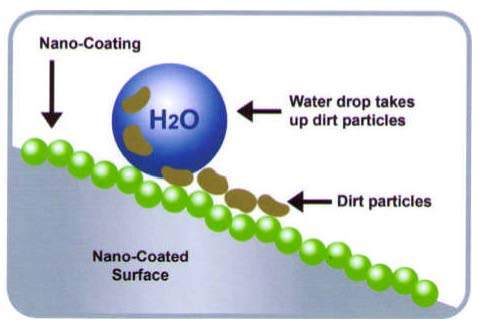 Nano-Coating
Water drop takes
up dirt particles
H2O
Dirt particles
Nano-Coated
Surface